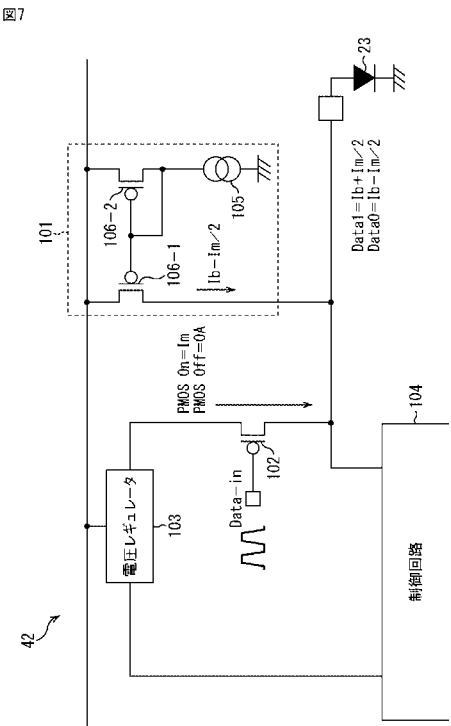 図7
42
電圧レギュレータ
103
Data-in
102
PMOS On=Im
PMOS Off=0A
101
106-1
106-2
Ib-Im/2
105
23
Data1=Ib+Im/2
Data0=Ib-Im/2
制御回路
104